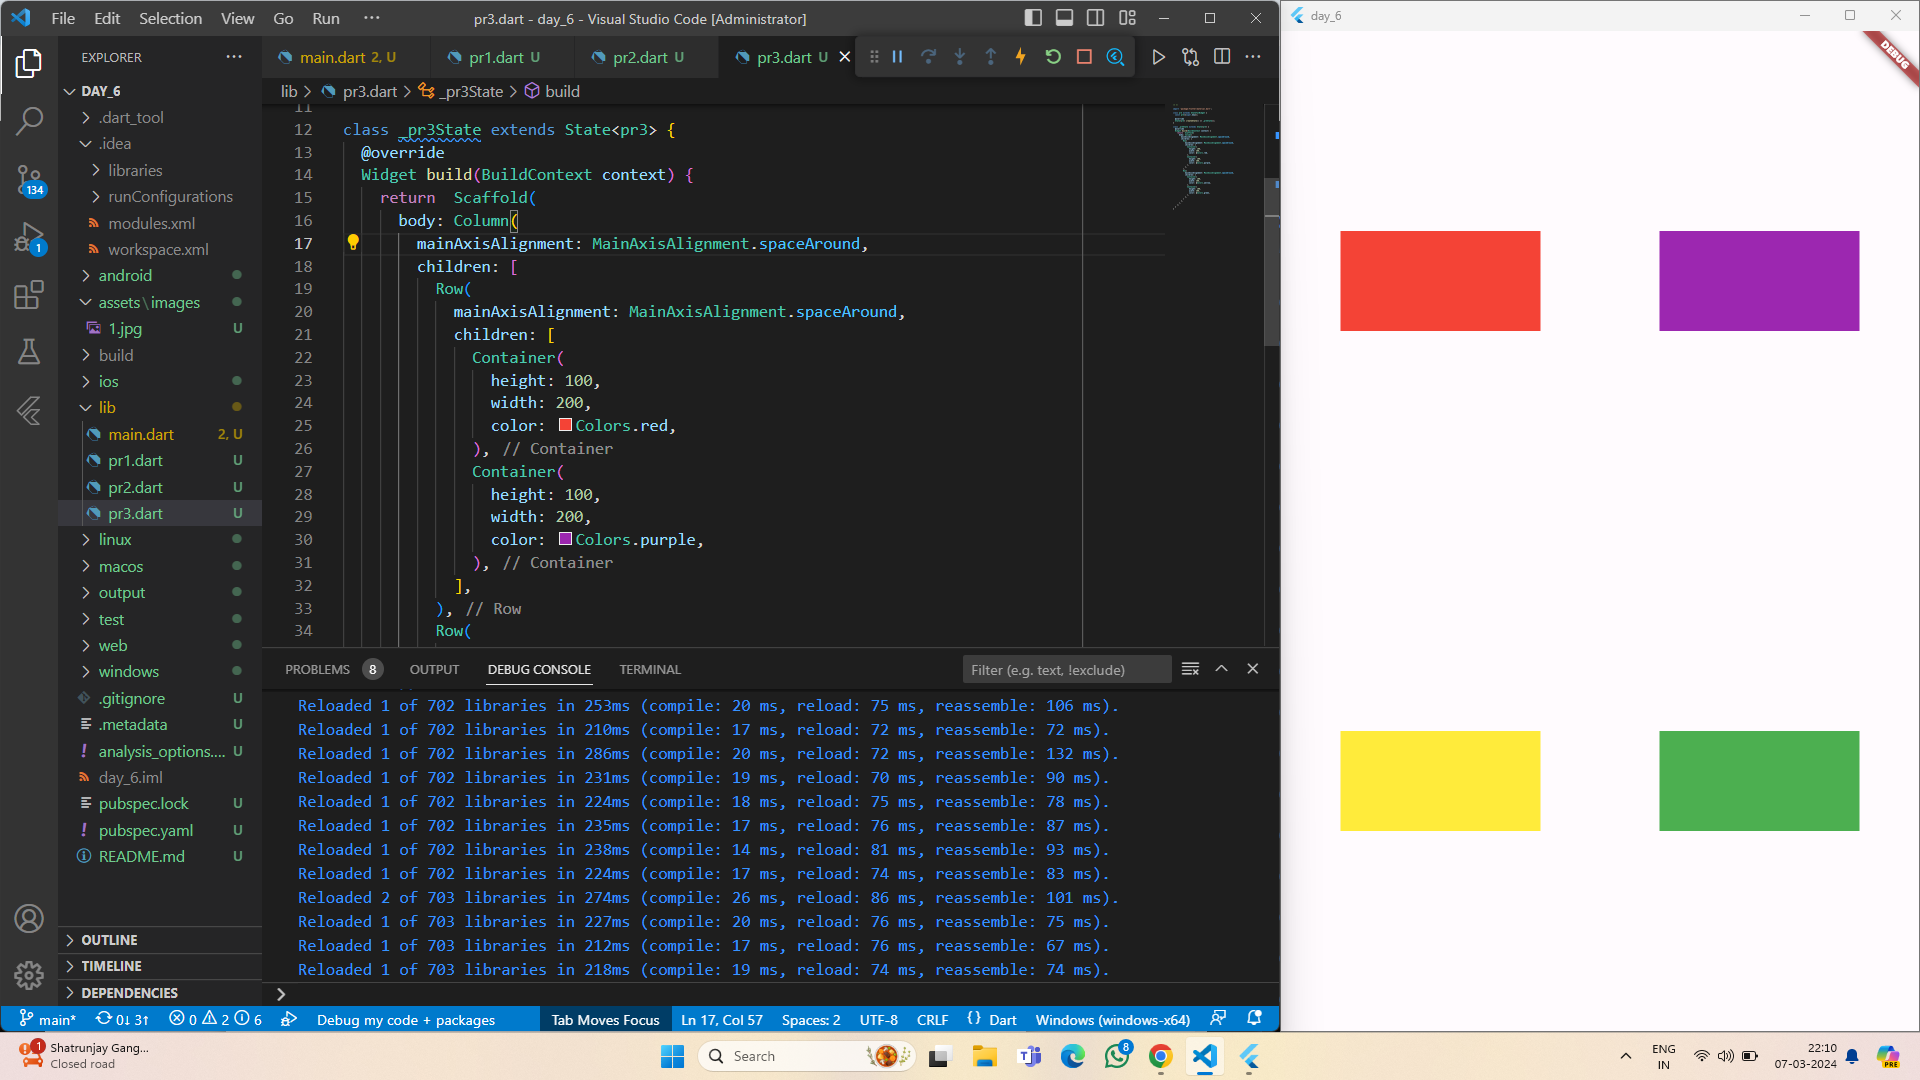 File Edit Selection View Go Run ··· pr3.dart - day_6 - Visual Studio Code [Administrator]
day_6
DEBUG
EXPLORER ···
main.dart 2, U pr1.dart U pr2.dart U pr3.dart U
DAY_6
.dart_tool
.idea
libraries
runConfigurations
modules.xml
workspace.xml
android
assets\images
1.jpg U
build
ios
lib
main.dart 2, U
pr1.dart U
pr2.dart U
pr3.dart U
linux
macos
output
test
web
windows
.gitignore U
.metadata U
analysis_options.... U
day_6.iml
pubspec.lock U
pubspec.yaml U
README.md U
OUTLINE
TIMELINE
DEPENDENCIES
134
1
lib > pr3.dart > _pr3State > build
11
12 class _pr3State extends State<pr3> {
13 @override
14 Widget build(BuildContext context) {
15 return Scaffold(
16 body: Column(
17 mainAxisAlignment: MainAxisAlignment.spaceAround,
18 children: [
19 Row(
20 mainAxisAlignment: MainAxisAlignment.spaceAround,
21 children: [
22 Container(
23 height: 100,
24 width: 200,
25 color: Colors.red,
26 ), // Container
27 Container(
28 height: 100,
29 width: 200,
30 color: Colors.purple,
31 ), // Container
32 ],
33 ), // Row
34 Row(
PROBLEMS 8 OUTPUT DEBUG CONSOLE TERMINAL Filter (e.g. text, !exclude)
Reloaded 1 of 702 libraries in 253ms (compile: 20 ms, reload: 75 ms, reassemble: 106 ms).
Reloaded 1 of 702 libraries in 210ms (compile: 17 ms, reload: 72 ms, reassemble: 72 ms).
Reloaded 1 of 702 libraries in 286ms (compile: 20 ms, reload: 72 ms, reassemble: 132 ms).
Reloaded 1 of 702 libraries in 231ms (compile: 19 ms, reload: 70 ms, reassemble: 90 ms).
Reloaded 1 of 702 libraries in 224ms (compile: 18 ms, reload: 75 ms, reassemble: 78 ms).
Reloaded 1 of 702 libraries in 235ms (compile: 17 ms, reload: 76 ms, reassemble: 87 ms).
Reloaded 1 of 702 libraries in 238ms (compile: 14 ms, reload: 81 ms, reassemble: 93 ms).
Reloaded 1 of 702 libraries in 224ms (compile: 17 ms, reload: 74 ms, reassemble: 83 ms).
Reloaded 2 of 703 libraries in 274ms (compile: 26 ms, reload: 86 ms, reassemble: 101 ms).
Reloaded 1 of 703 libraries in 227ms (compile: 20 ms, reload: 76 ms, reassemble: 75 ms).
Reloaded 1 of 703 libraries in 212ms (compile: 17 ms, reload: 76 ms, reassemble: 67 ms).
Reloaded 1 of 703 libraries in 218ms (compile: 19 ms, reload: 74 ms, reassemble: 74 ms).
main* 0↓ 3↑ 0 2 6 Debug my code + packages Tab Moves Focus Ln 17, Col 57 Spaces: 2 UTF-8 CRLF {} Dart Windows (windows-x64)
1 Shatrunjay Gang...
Closed road
Search
8
ENG
IN
22:10
07-03-2024
PRE